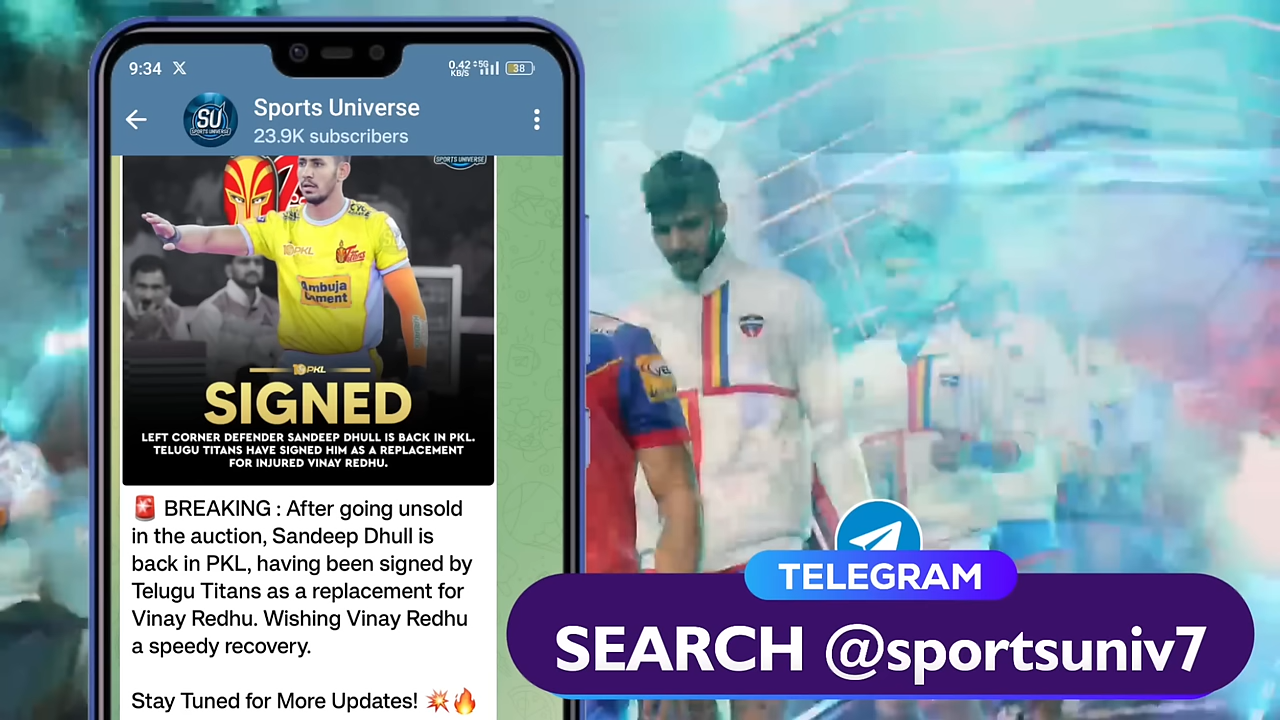 9:34
0.42 KB/S
5G
38
SU
SPORTS UNIVERSE
Sports Universe
23.9K subscribers
SPORTS UNIVERSE
PKL
Ambuja
Cement
PKL
SIGNED
LEFT CORNER DEFENDER SANDEEP DHULL IS BACK IN PKL.
TELUGU TITANS HAVE SIGNED HIM AS A REPLACEMENT
FOR INJURED VINAY REDHU.
🚨 BREAKING : After going unsold
in the auction, Sandeep Dhull is
back in PKL, having been signed by
Telugu Titans as a replacement for
Vinay Redhu. Wishing Vinay Redhu
a speedy recovery.
Stay Tuned for More Updates! 💥🔥
TELEGRAM
SEARCH @sportsuniv7